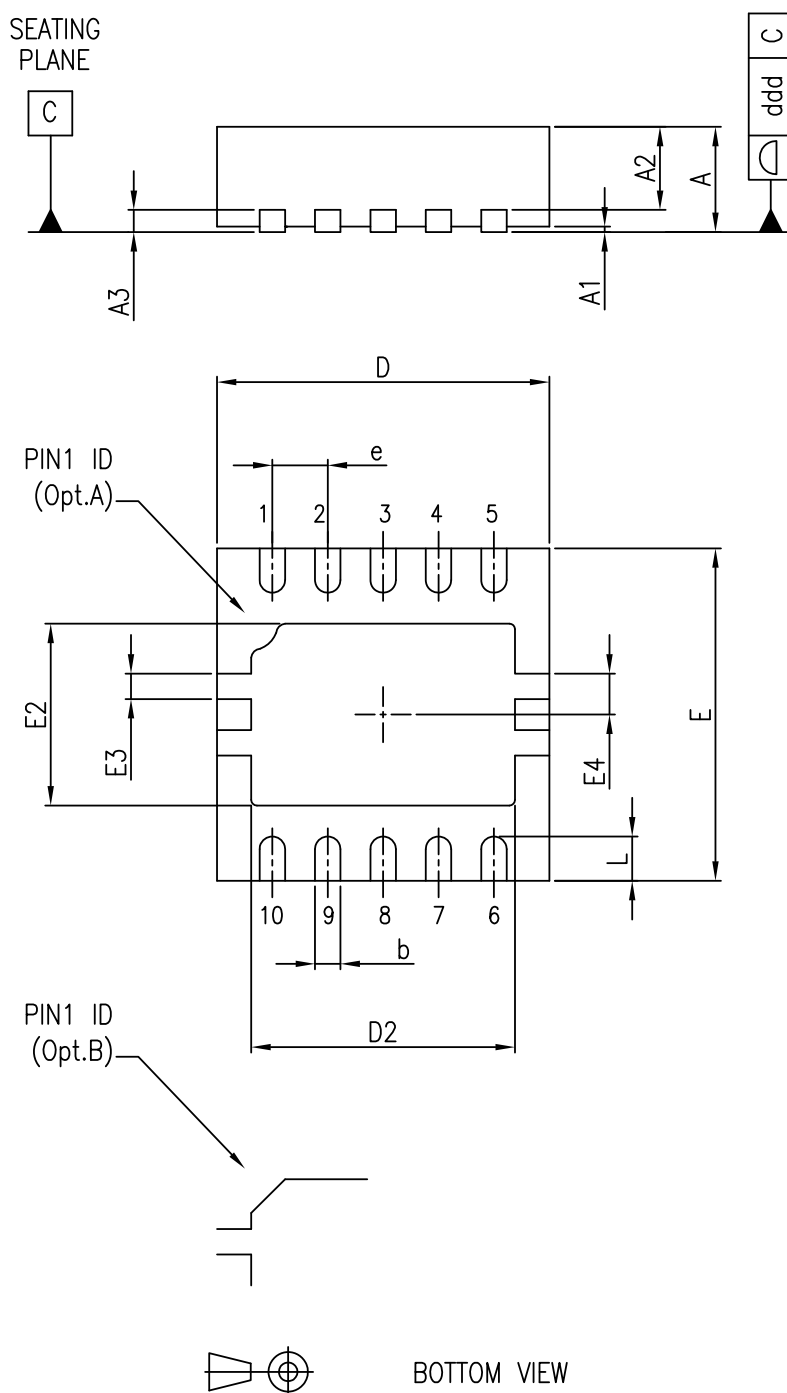 SEATING
PLANE
C
C
ddd
A2
A
A3
A1
D
e
PIN1 ID
(Opt.A)
1 2 3 4 5
E2
E3
E4
E
L
10 9 8 7 6
b
D2
PIN1 ID
(Opt.B)
BOTTOM VIEW